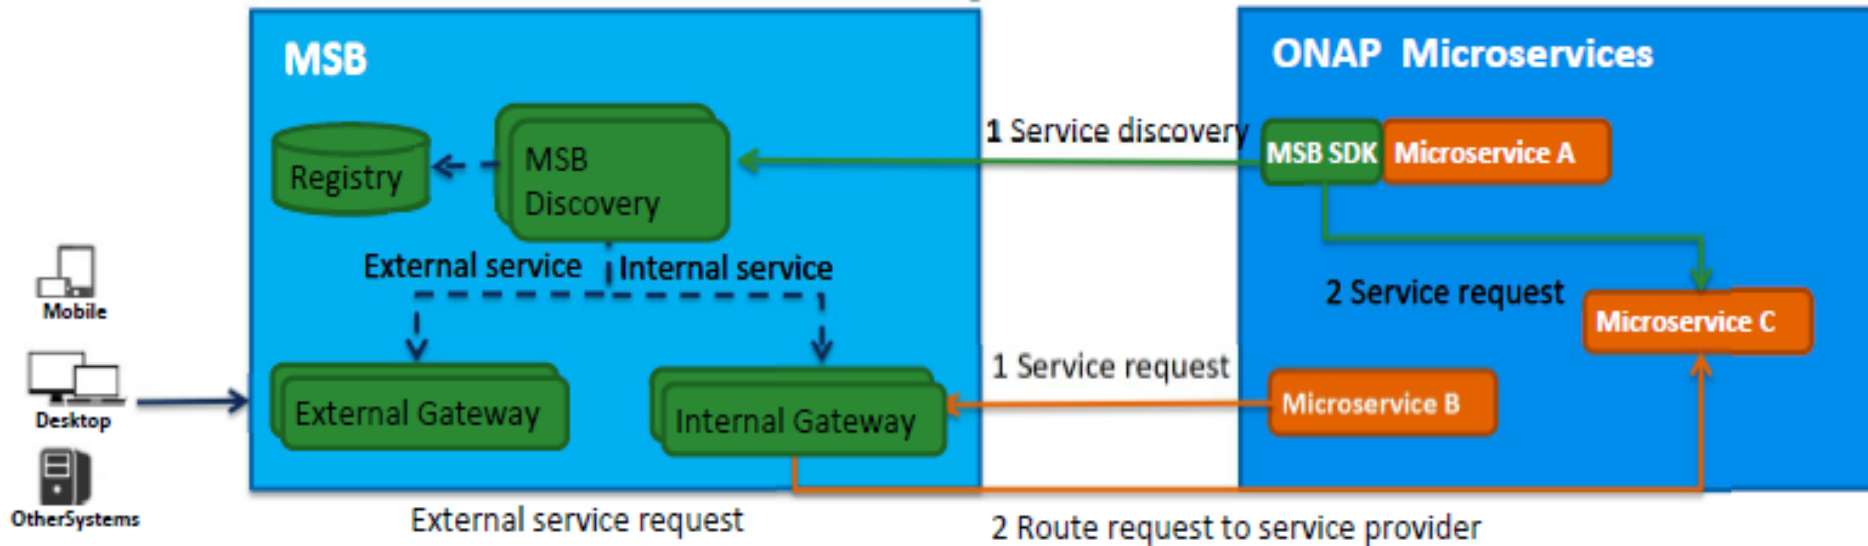 MSB
ONAP Microservices
1 Service discovery
MSB SDK
Microservice A
MSB
Discovery
Registry
External service
Internal service
2 Service request
Mobile
Microservice C
1 Service request
Microservice B
External Gateway
Internal Gateway
Desktop
OtherSystems
External service request
2 Route request to service provider